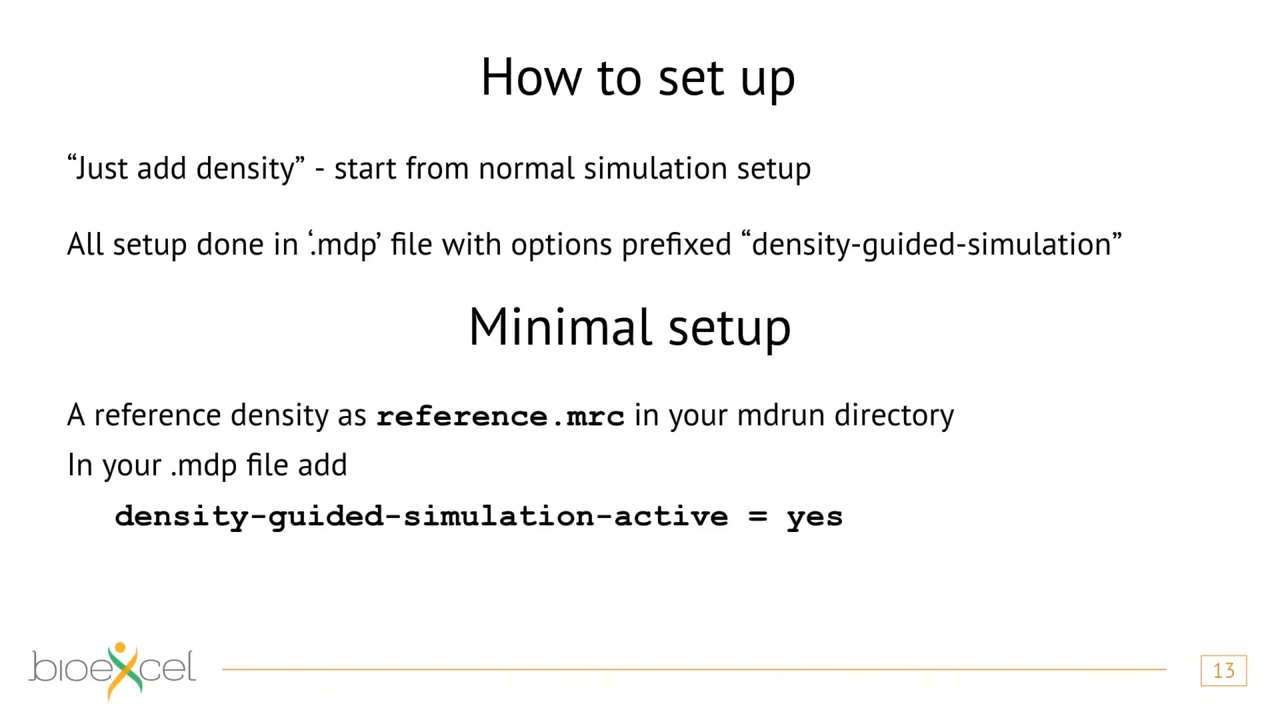 How to set up
“Just add density” - start from normal simulation setup
All setup done in ‘.mdp’ file with options prefixed “density-guided-simulation”
Minimal setup
A reference density as reference.mrc in your mdrun directory
In your .mdp file add
density-guided-simulation-active = yes
bioexcel
13